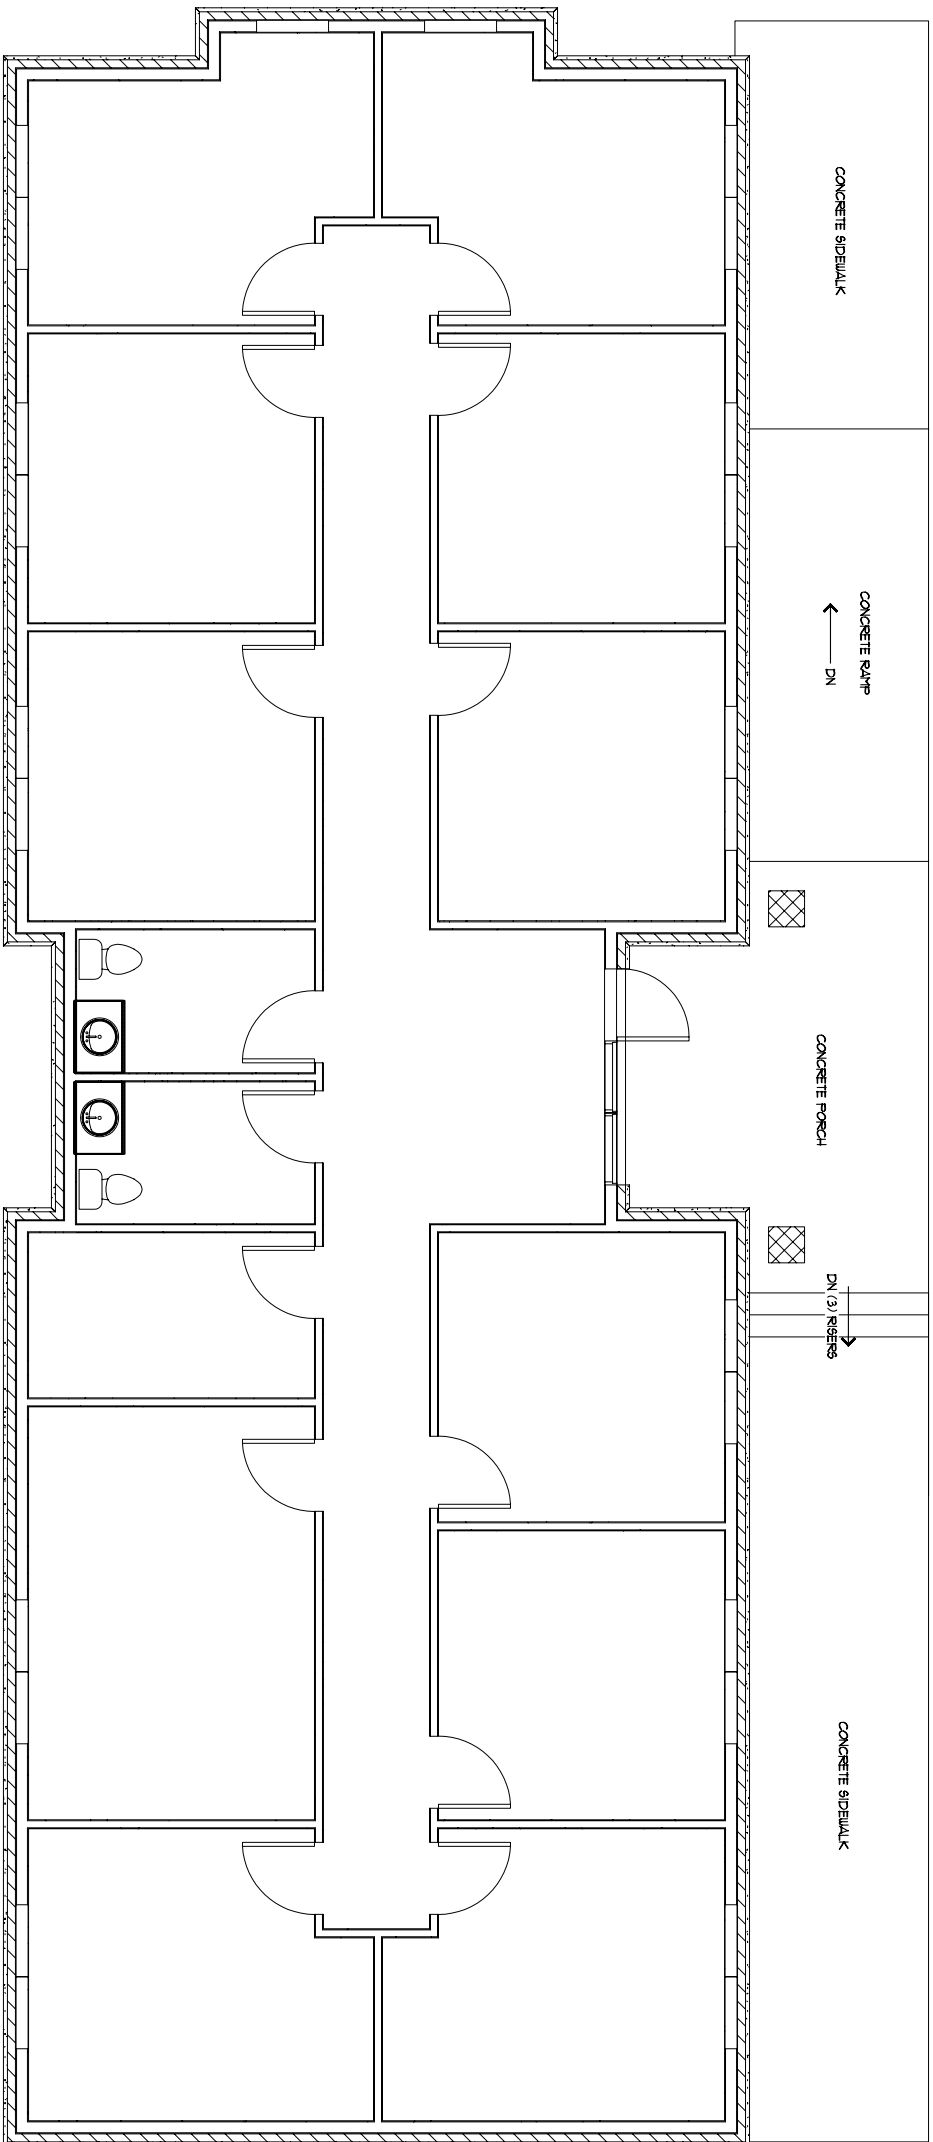 CONCRETE SIDEWALK
CONCRETE RAMP
DN
CONCRETE PORCH
DN (3) RISERS
CONCRETE SIDEWALK